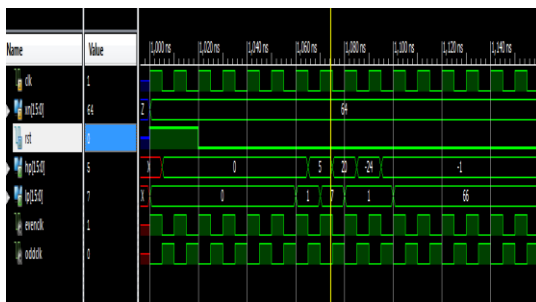 Name Value 1,000 ns 1,020 ns 1,040 ns 1,060 ns 1,080 ns 1,100 ns 1,120 ns 1,140 ns
clk 1
xn[15:0] 64 Z 64
rst 0
hp[15:0] 5 X 0 5 20 -24 -1
lp[15:0] 7 X 0 1 7 1 66
evenclk 1
oddclk 0